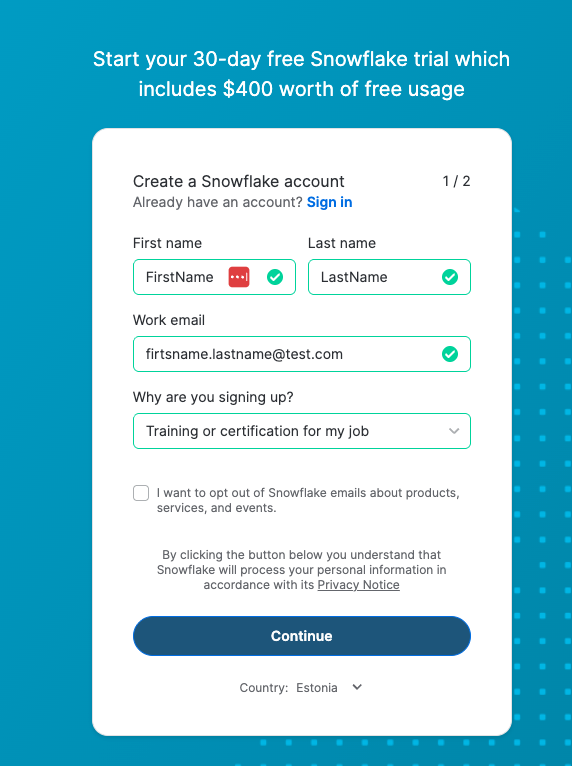 Start your 30-day free Snowflake trial which
includes $400 worth of free usage
Create a Snowflake account
1 / 2
Already have an account? Sign in
First name
Last name
FirstName
LastName
Work email
firtsname.lastname@test.com
Why are you signing up?
Training or certification for my job
I want to opt out of Snowflake emails about products,
services, and events.
By clicking the button below you understand that
Snowflake will process your personal information in
accordance with its Privacy Notice
Continue
Country: Estonia